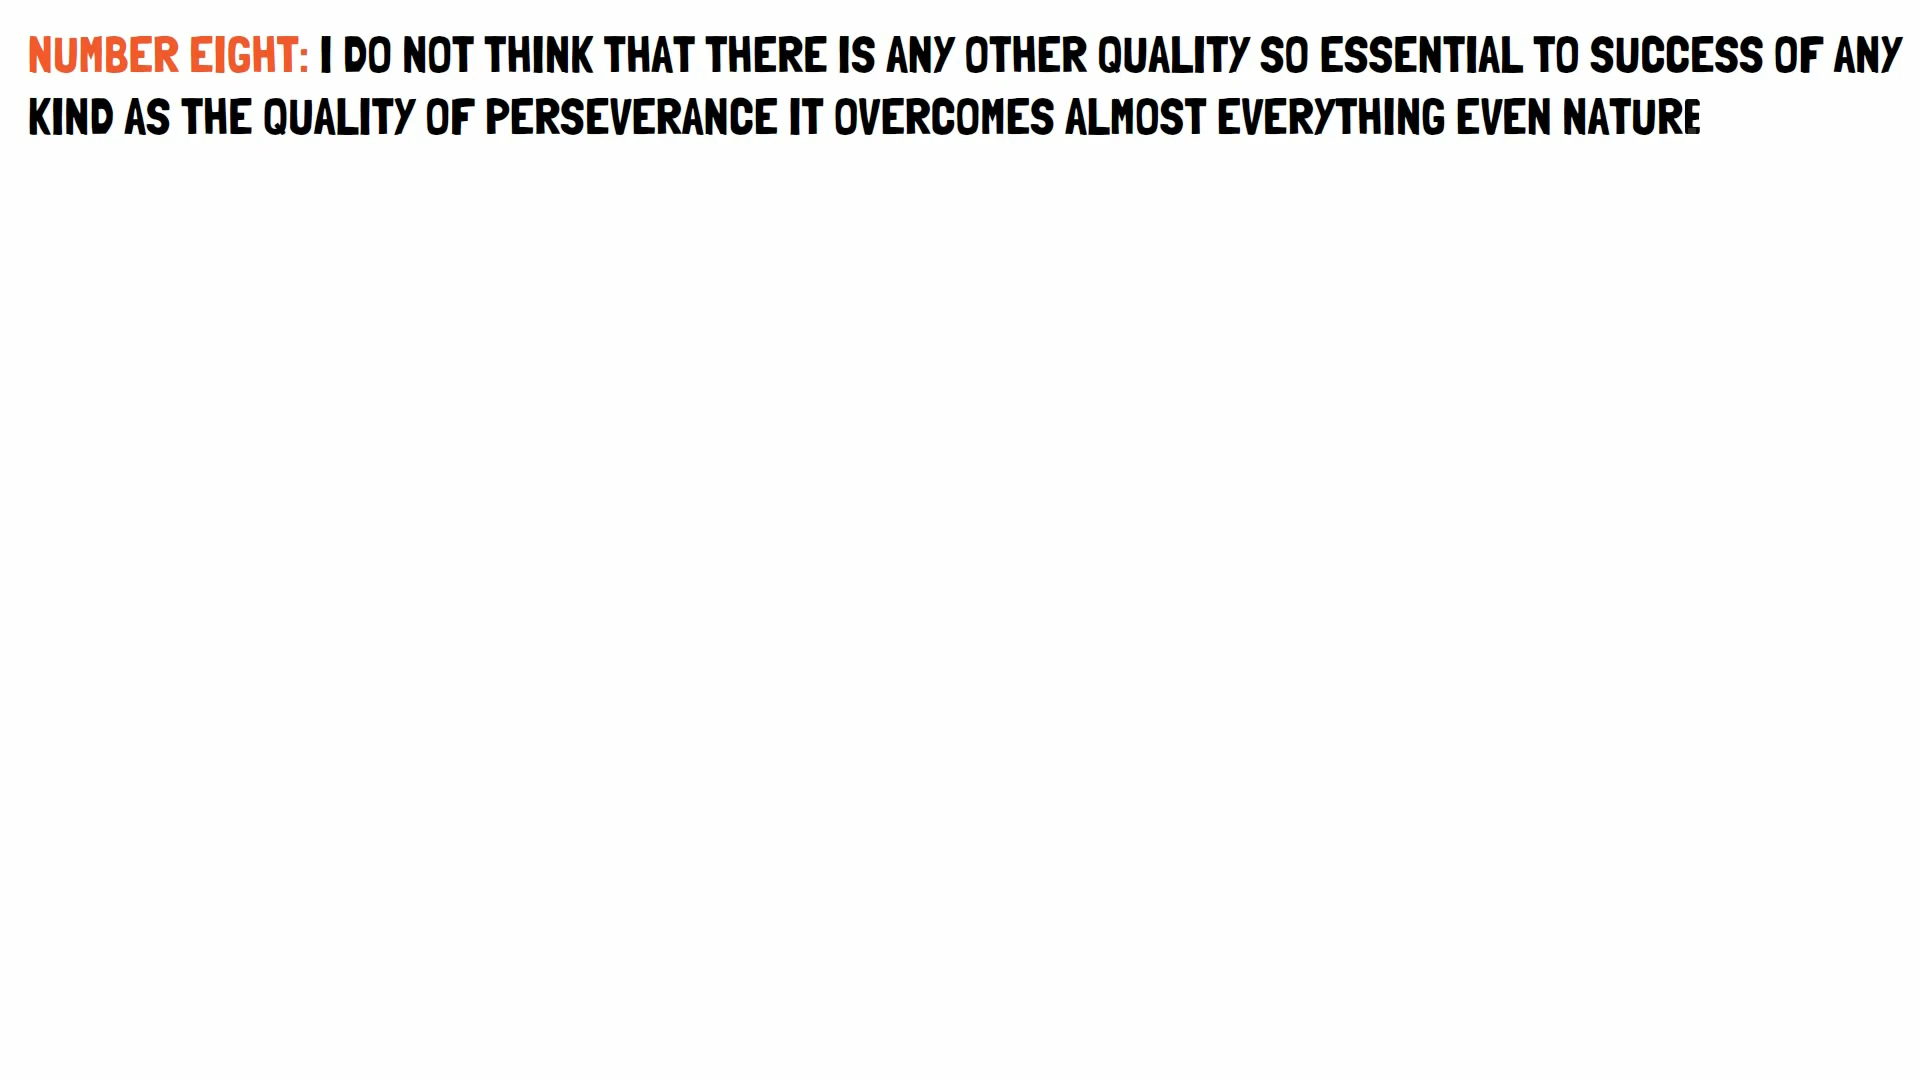 NUMBER EIGHT: I DO NOT THINK THAT THERE IS ANY OTHER QUALITY SO ESSENTIAL TO SUCCESS OF ANY
KIND AS THE QUALITY OF PERSEVERANCE IT OVERCOMES ALMOST EVERYTHING EVEN NATURE